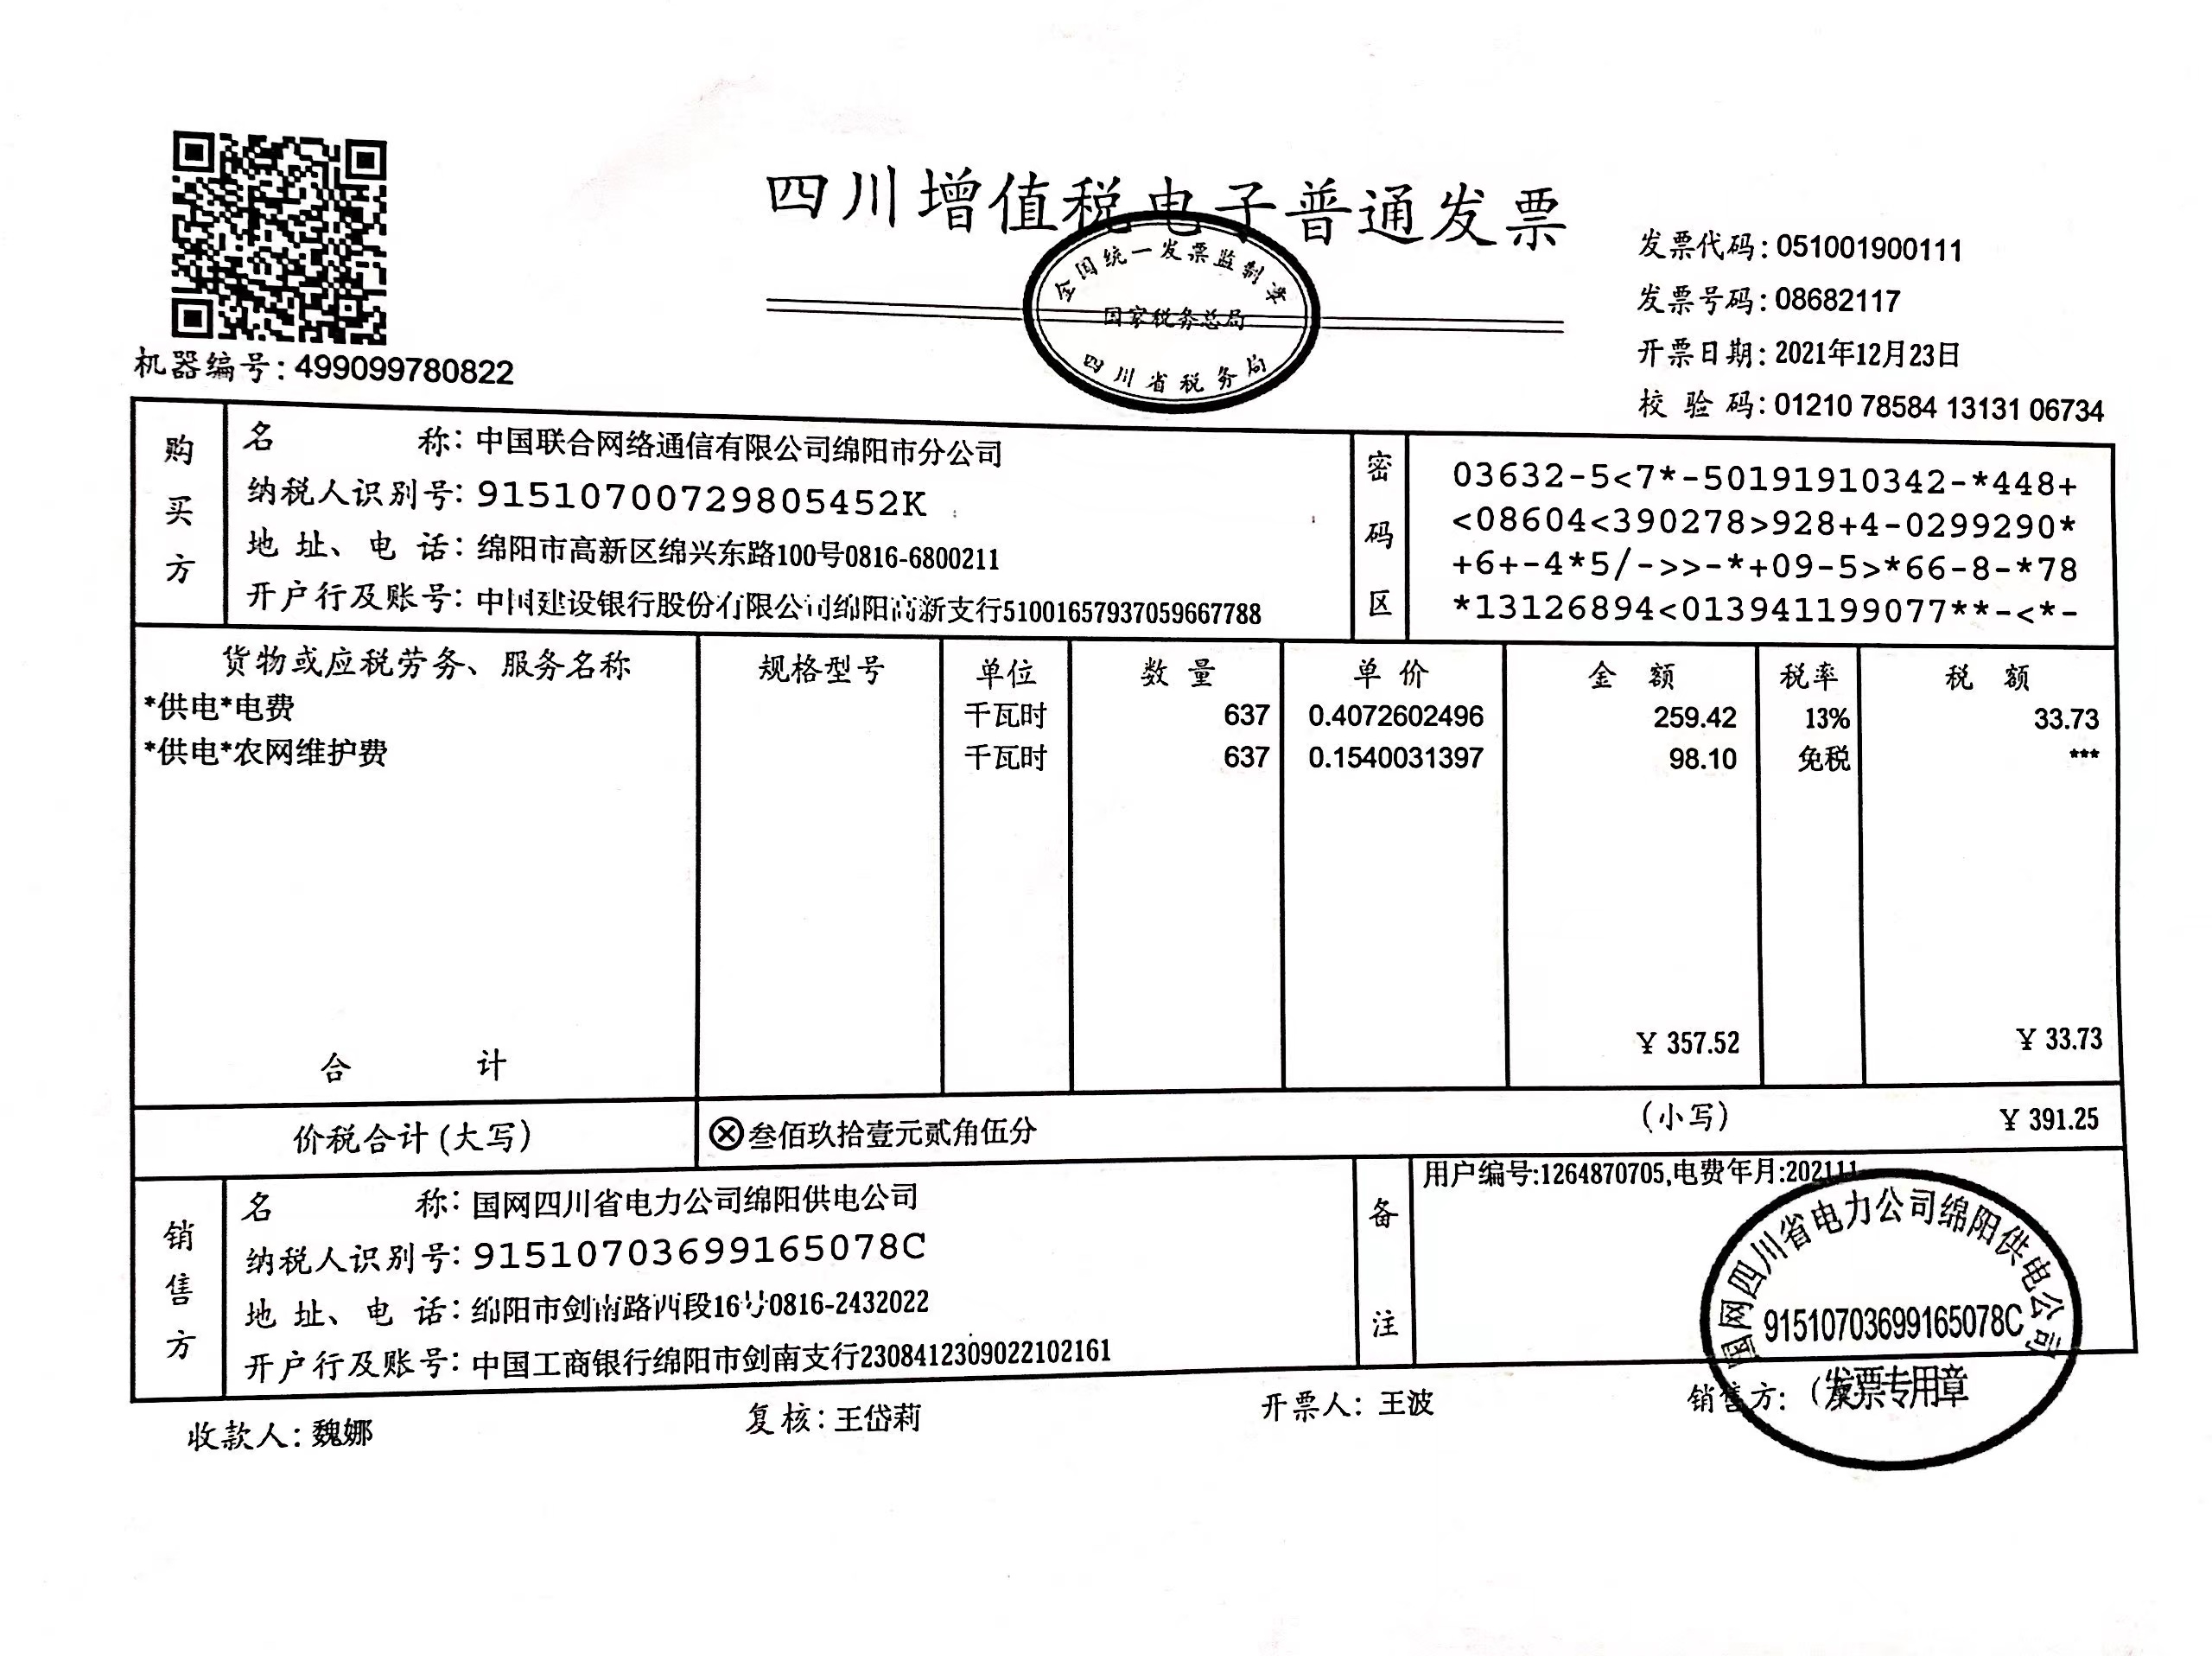 四川增值税电子普通发票
全国统一发票监制章
国家税务总局
四川省税务局
发票代码:051001900111
发票号码:08682117
开票日期:2021年12月23日
校验码:01210 78584 13131 06734
机器编号:499099780822
购买方
名称:中国联合网络通信有限公司绵阳市分公司
纳税人识别号:91510700729805452K
地址、电话:绵阳市高新区绵兴东路100号0816-6800211
开户行及账号:中国建设银行股份有限公司绵阳高新支行51001657937059667788
密码区
03632-5<7*-50191910342-*448+
<08604<390278>928+4-0299290*
+6+-4*5/->>-*+09-5>*66-8-*78
*13126894<013941199077**-<*-
货物或应税劳务、服务名称 规格型号 单位 数量 单价 金额 税率 税额
*供电*电费 千瓦时 637 0.4072602496 259.42 13% 33.73
*供电*农网维护费 千瓦时 637 0.1540031397 98.10 免税 ***
合计 ¥357.52 ¥33.73
价税合计(大写) ⊗叁佰玖拾壹元贰角伍分 (小写) ¥391.25
销售方
名称:国网四川省电力公司绵阳供电公司
纳税人识别号:91510703699165078C
地址、电话:绵阳市剑南路西段16号0816-2432022
开户行及账号:中国工商银行绵阳市剑南支行2308412309022102161
备注
用户编号:1264870705,电费年月:202111
国网四川省电力公司绵阳供电公司
91510703699165078C
发票专用章
收款人:魏娜 复核:王岱莉 开票人:王波 销售方:(章